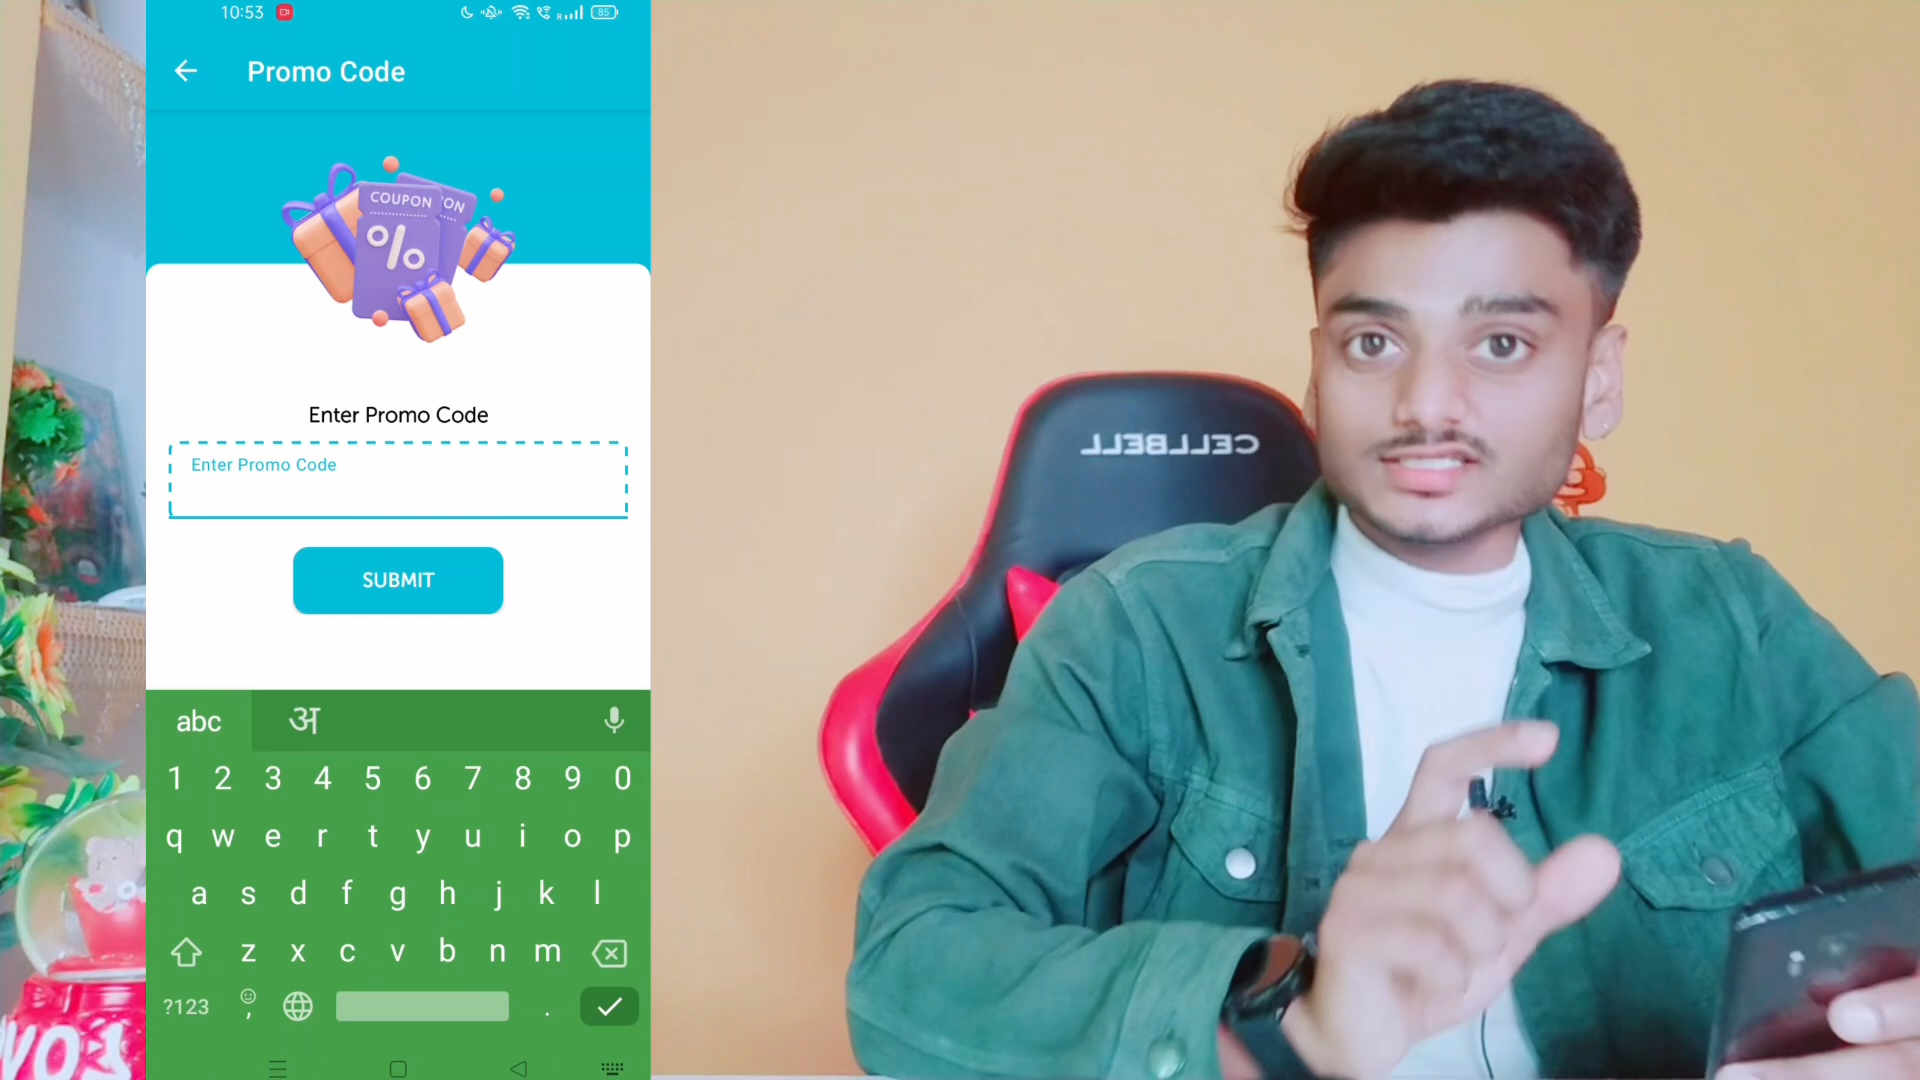 10:53
R
85
Promo Code
COUPON
ON
%
Enter Promo Code
Enter Promo Code
SUBMIT
abc अ
1 2 3 4 5 6 7 8 9 0
q w e r t y u i o p
a s d f g h j k l
z x c v b n m
?123 , .
CELLBELL